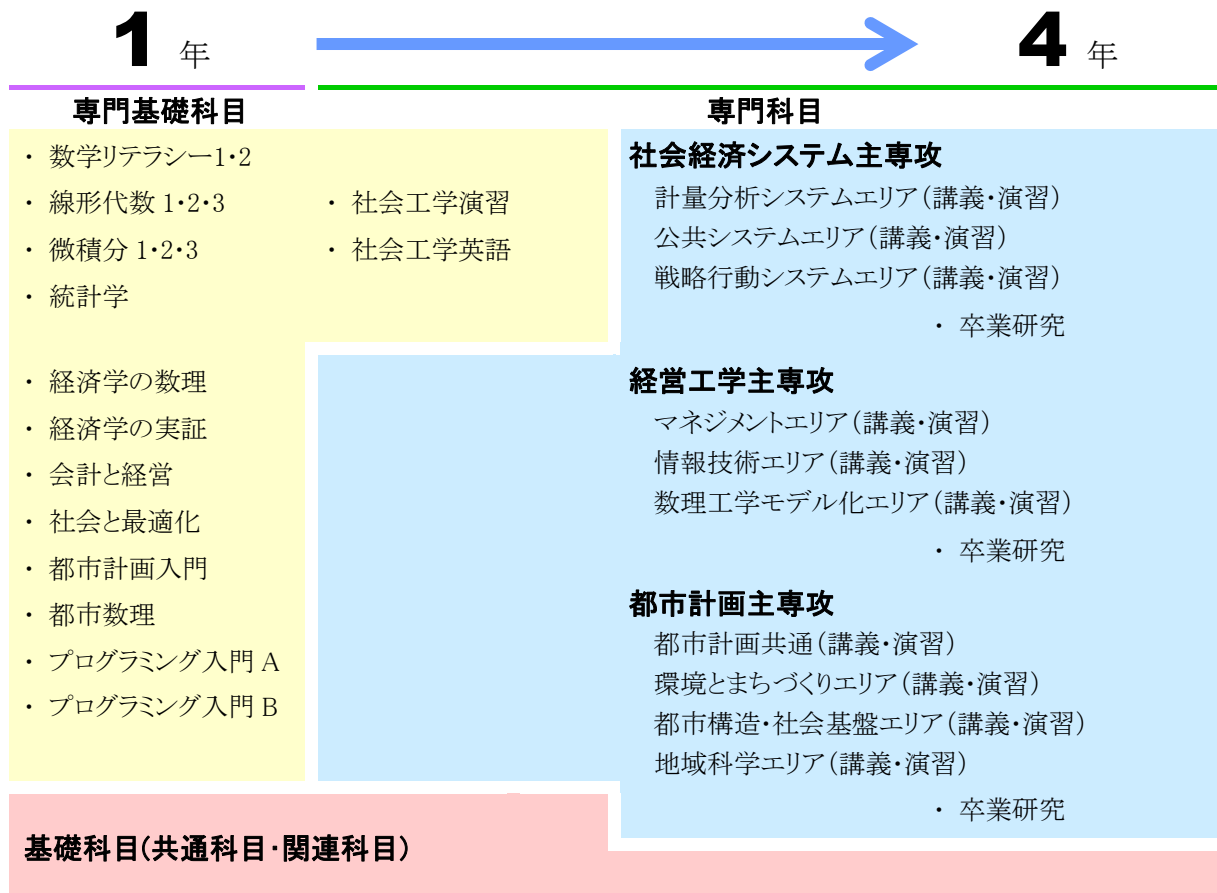 1 年
4 年
専門基礎科目
専門科目
・ 数学リテラシー1・2
・ 線形代数 1・2・3
・ 微積分 1・2・3
・ 統計学
・ 社会工学演習
・ 社会工学英語
・ 経済学の数理
・ 経済学の実証
・ 会計と経営
・ 社会と最適化
・ 都市計画入門
・ 都市数理
・ プログラミング入門 A
・ プログラミング入門 B
社会経済システム主専攻
計量分析システムエリア(講義・演習)
公共システムエリア(講義・演習)
戦略行動システムエリア(講義・演習)
・ 卒業研究
経営工学主専攻
マネジメントエリア(講義・演習)
情報技術エリア(講義・演習)
数理工学モデル化エリア(講義・演習)
・ 卒業研究
都市計画主専攻
都市計画共通(講義・演習)
環境とまちづくりエリア(講義・演習)
都市構造・社会基盤エリア(講義・演習)
地域科学エリア(講義・演習)
・ 卒業研究
基礎科目(共通科目・関連科目)